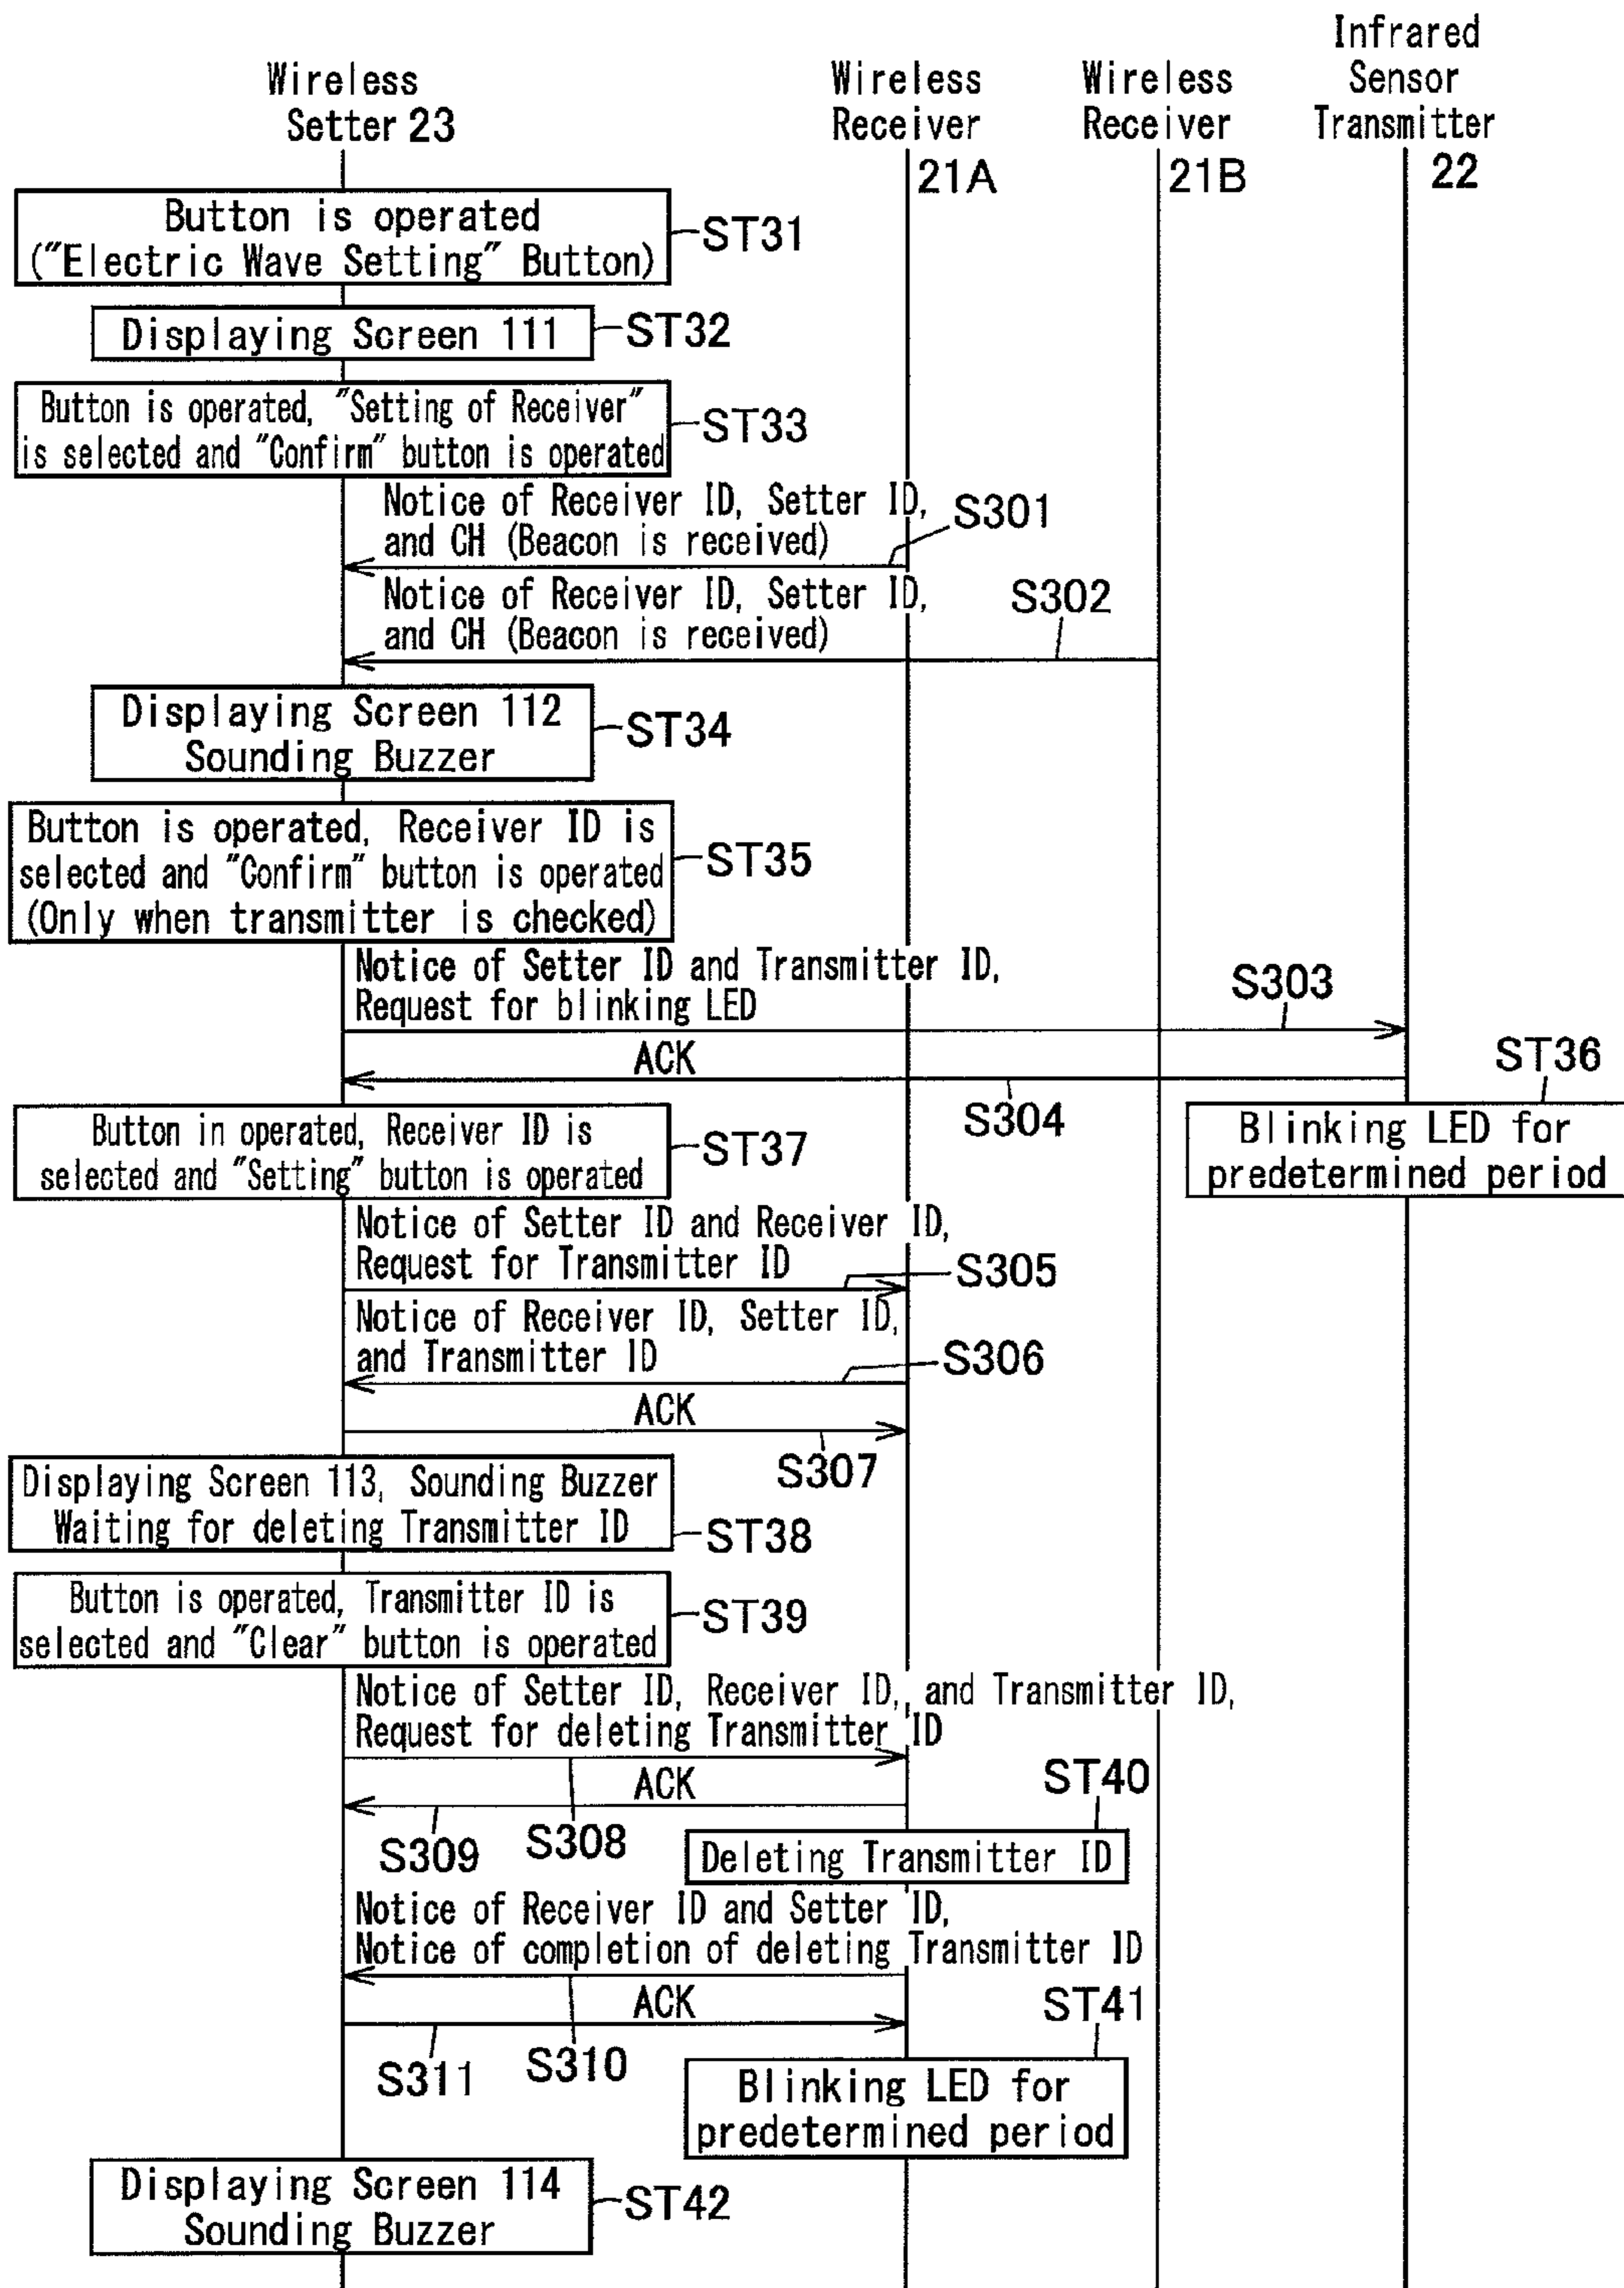 Wireless
Setter 23
Wireless
Receiver
21A
Wireless
Receiver
21B
Infrared
Sensor
Transmitter
22
Button is operated
("Electric Wave Setting" Button)
ST31
Displaying Screen 111
ST32
Button is operated, "Setting of Receiver"
is selected and "Confirm" button is operated
ST33
Notice of Receiver ID, Setter ID,
and CH (Beacon is received)
S301
Notice of Receiver ID, Setter ID,
and CH (Beacon is received)
S302
Displaying Screen 112
Sounding Buzzer
ST34
Button is operated, Receiver ID is
selected and "Confirm" button is operated
(Only when transmitter is checked)
ST35
Notice of Setter ID and Transmitter ID,
Request for blinking LED
S303
ACK
S304
ST36
Blinking LED for
predetermined period
Button in operated, Receiver ID is
selected and "Setting" button is operated
ST37
Notice of Setter ID and Receiver ID,
Request for Transmitter ID
S305
Notice of Receiver ID, Setter ID,
and Transmitter ID
S306
ACK
S307
Displaying Screen 113, Sounding Buzzer
Waiting for deleting Transmitter ID
ST38
Button is operated, Transmitter ID is
selected and "Clear" button is operated
ST39
Notice of Setter ID, Receiver ID, and Transmitter ID,
Request for deleting Transmitter ID
ACK
S309
S308
ST40
Deleting Transmitter ID
Notice of Receiver ID and Setter ID,
Notice of completion of deleting Transmitter ID
ACK
S311
S310
ST41
Blinking LED for
predetermined period
Displaying Screen 114
Sounding Buzzer
ST42